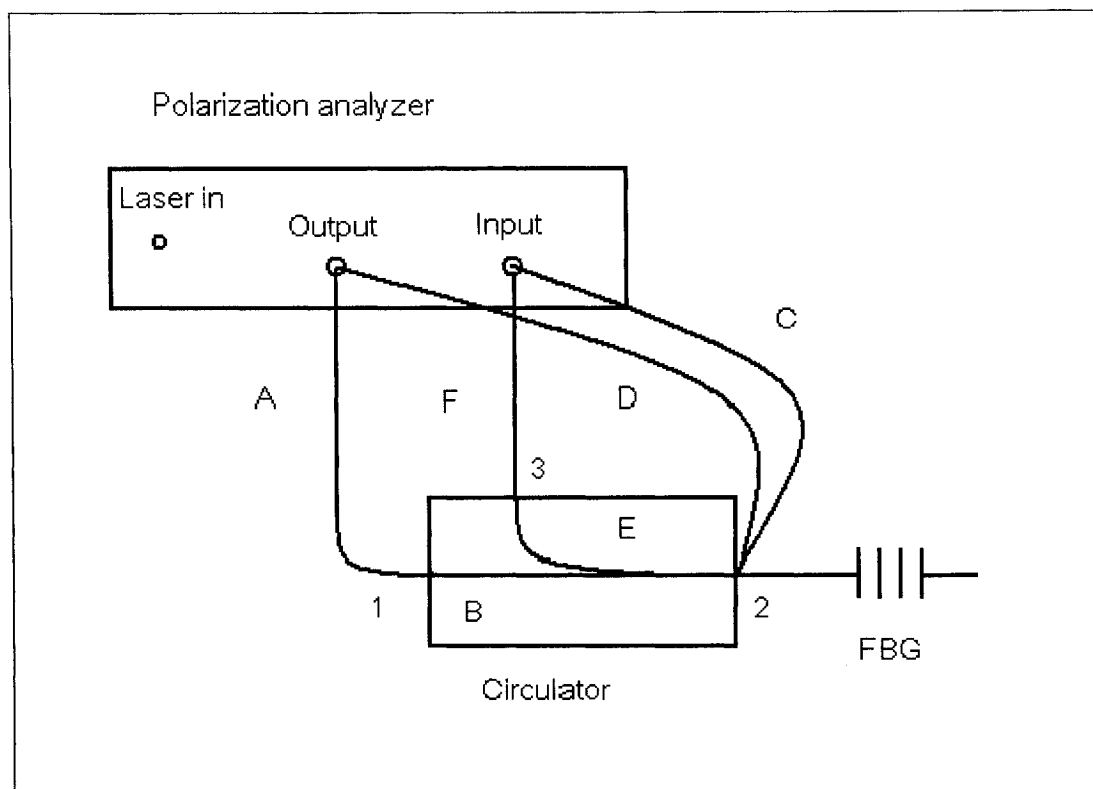 Polarization analyzer
Laser in
Output
Input
C
A
F
D
3
E
1
B
2
FBG
Circulator